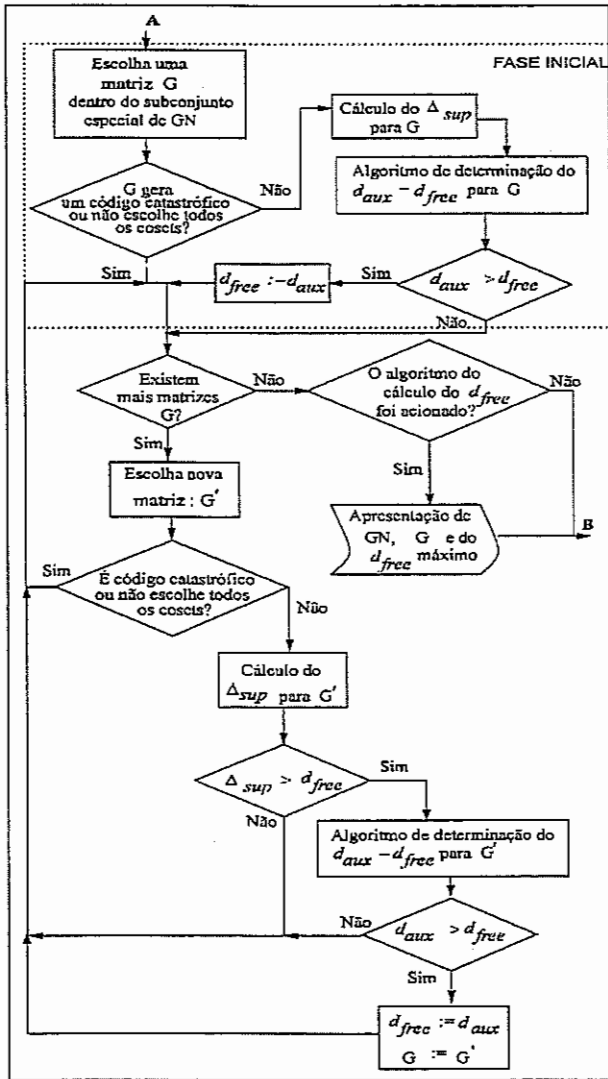 A
FASE INICIAL
Escolha uma
matriz G
dentro do subconjunto
especial de GN
G gera
um código catastrófico
ou não escolhe todos
os cosets?
Não
Sim
Cálculo do Δsup
para G
Algoritmo de determinação do
daux – dfree para G
daux > dfree
Sim
dfree :– daux
Não
Existem
mais matrizes
G?
Não
Sim
O algoritmo do
cálculo do dfree
foi acionado?
Não
Sim
Apresentação de
GN, G e do
dfree máximo
B
Escolha nova
matriz : G'
É código catastrófico
ou não escolhe todos
os cosets?
Sim
Não
Cálculo do
Δsup para G'
Δsup > dfree
Sim
Não
Algoritmo de determinação do
daux – dfree para G'
daux > dfree
Não
Sim
dfree := daux
G := G'